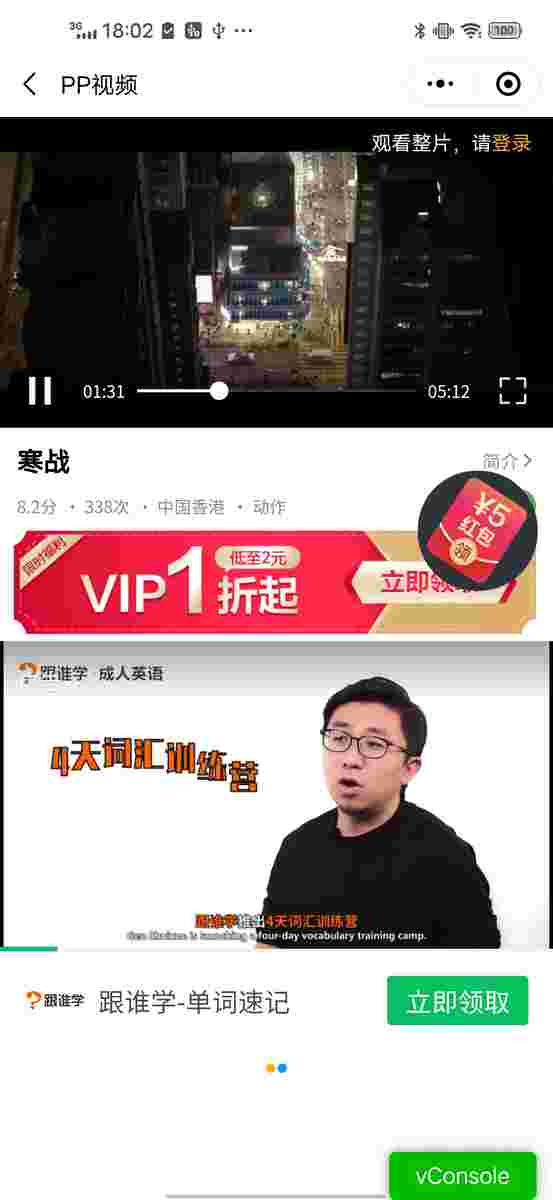 3G 18:02 100
PP视频
观看整片，请登录
01:31
05:12
寒战
简介
8.2分 · 338次 · 中国香港 · 动作
¥5
红包
领
限时福利
VIP1折起
低至2元
立即领取
跟谁学 成人英语
4天词汇训练营
跟谁学推出4天词汇训练营
is launching a four-day vocabulary training camp.
跟谁学 跟谁学-单词速记
立即领取
vConsole